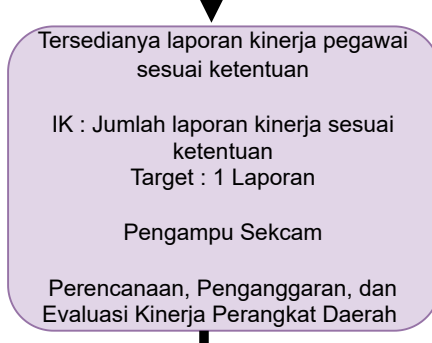 Tersedianya laporan kinerja pegawai
sesuai ketentuan
IK : Jumlah laporan kinerja sesuai
ketentuan
Target : 1 Laporan
Pengampu Sekcam
Perencanaan, Penganggaran, dan
Evaluasi Kinerja Perangkat Daerah